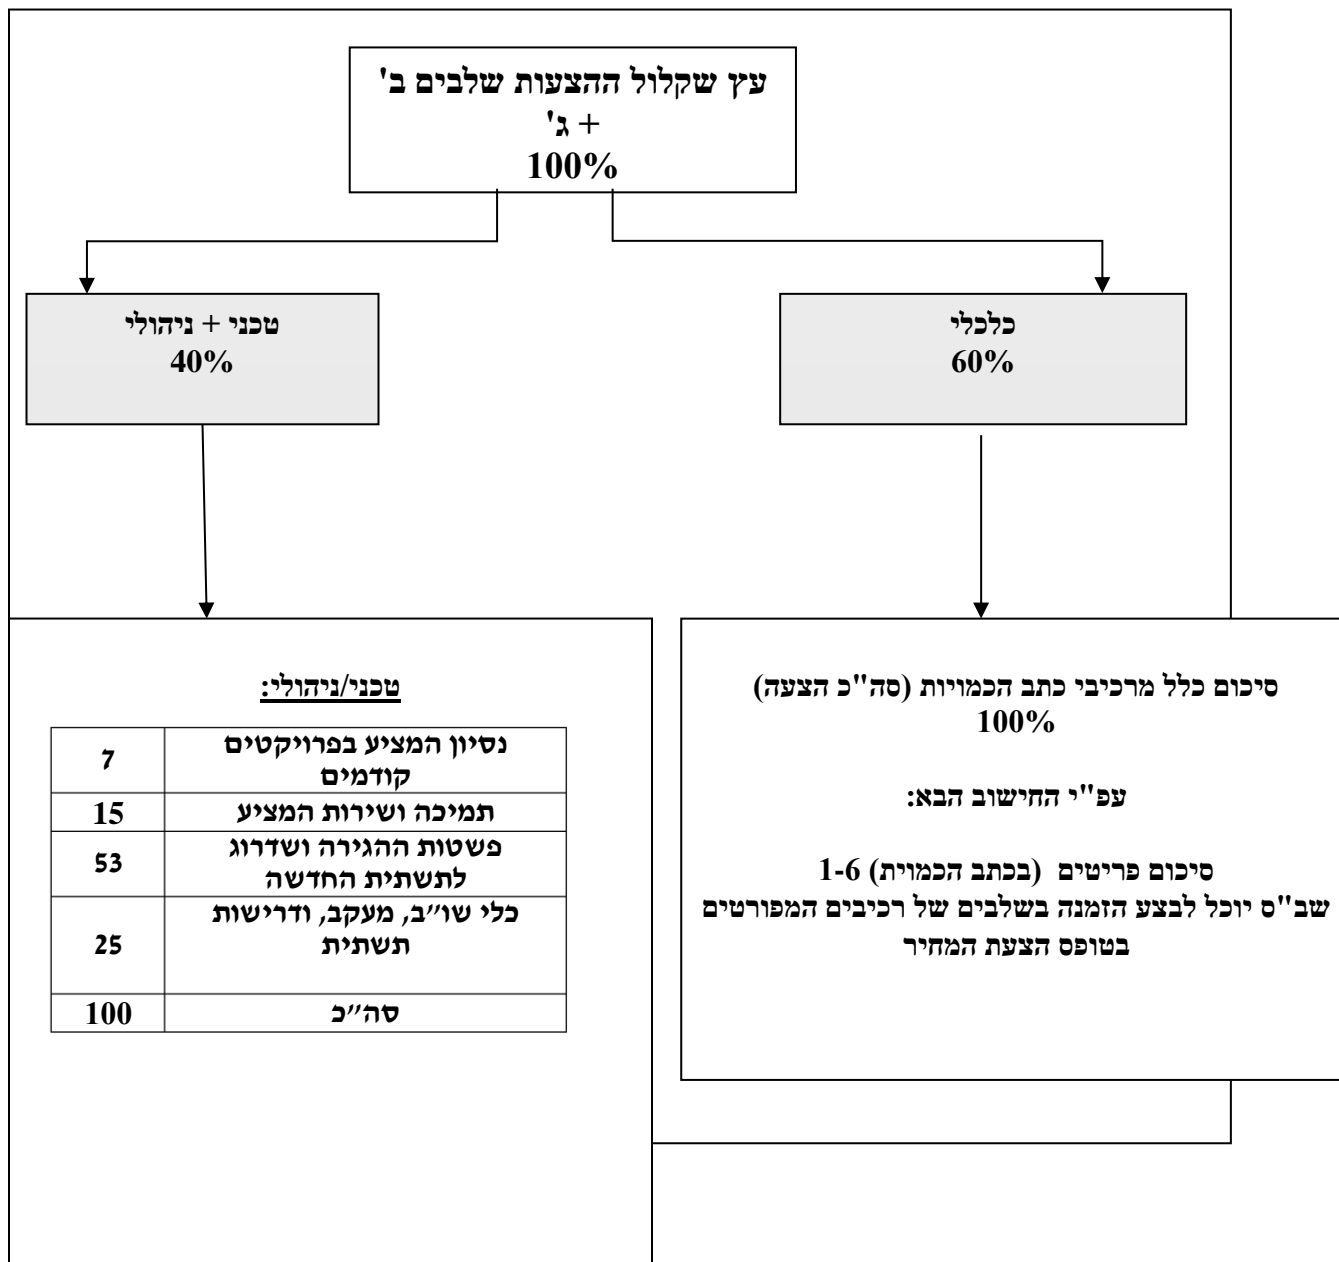 עץ שקלול ההצעות שלבים ב'
+ ג'
100%
כלכלי
60%
טכני + ניהולי
40%
סיכום כלל מרכיבי כתב הכמויות (סה"כ הצעה)
100%
עפ"י החישוב הבא:
סיכום פריטים (בכתב הכמוית) 1-6
שב"ס יוכל לבצע הזמנה בשלבים של רכיבים המפורטים
בטופס הצעת המחיר
טכני/ניהולי:
נסיון המציע בפרויקטים
קודמים
7
תמיכה ושירות המציע
15
פשטות ההגירה ושדרוג
לתשתית החדשה
53
כלי שו״ב, מעקב, ודרישות
תשתית
25
סה״כ
100